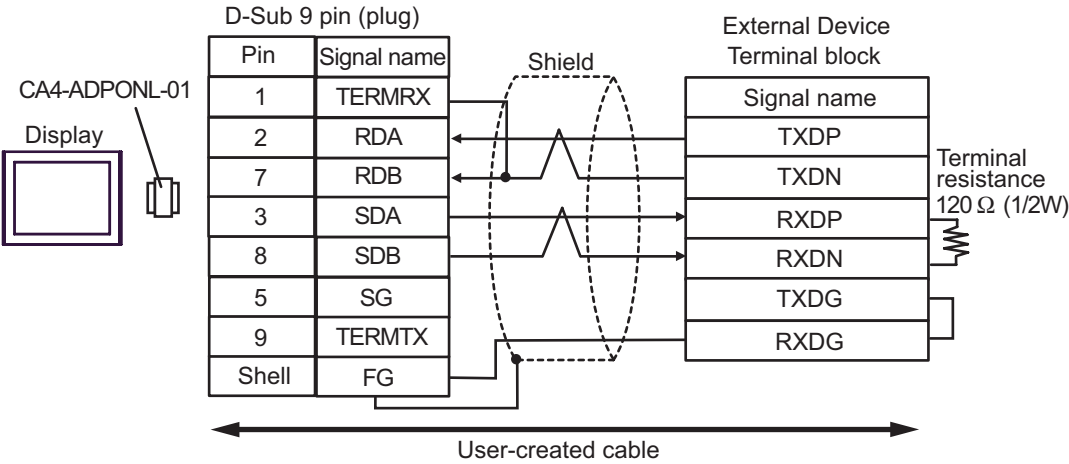 D-Sub 9 pin (plug)
Pin Signal name
1 TERMRX
2 RDA
7 RDB
3 SDA
8 SDB
5 SG
9 TERMTX
Shell FG
CA4-ADPONL-01
Display
Shield
External Device
Terminal block
Signal name
TXDP
TXDN
RXDP
RXDN
TXDG
RXDG
Terminal
resistance
120 Ω (1/2W)
User-created cable